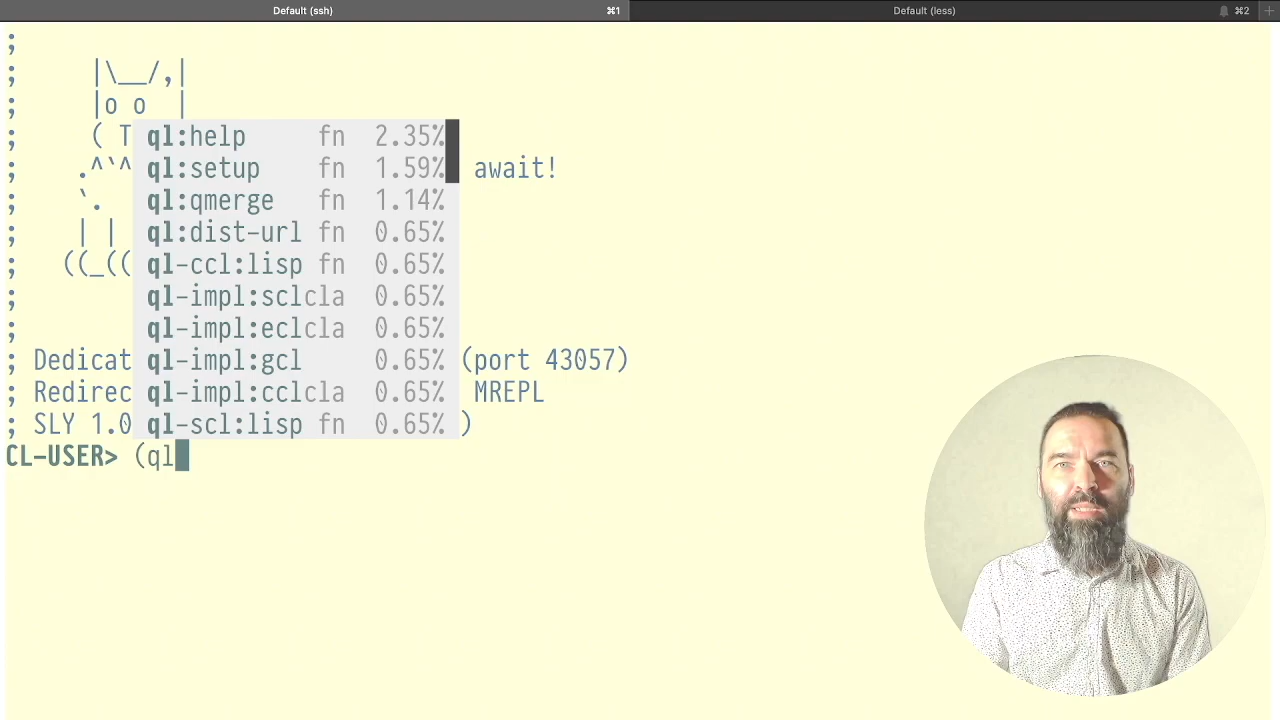 Default (ssh) ⌘1 Default (less) ⌘2 +
;
; |\__/,|
; |o o |
; ( T ql:help fn 2.35%
; .^`^ ql:setup fn 1.59% await!
; `. ql:qmerge fn 1.14%
; | | ql:dist-url fn 0.65%
; ((_(( ql-ccl:lisp fn 0.65%
; ql-impl:sclcla 0.65%
; ql-impl:eclcla 0.65%
; Dedicat ql-impl:gcl 0.65% (port 43057)
; Redirec ql-impl:cclcla 0.65% MREPL
; SLY 1.0 ql-scl:lisp fn 0.65% )
CL-USER> (ql